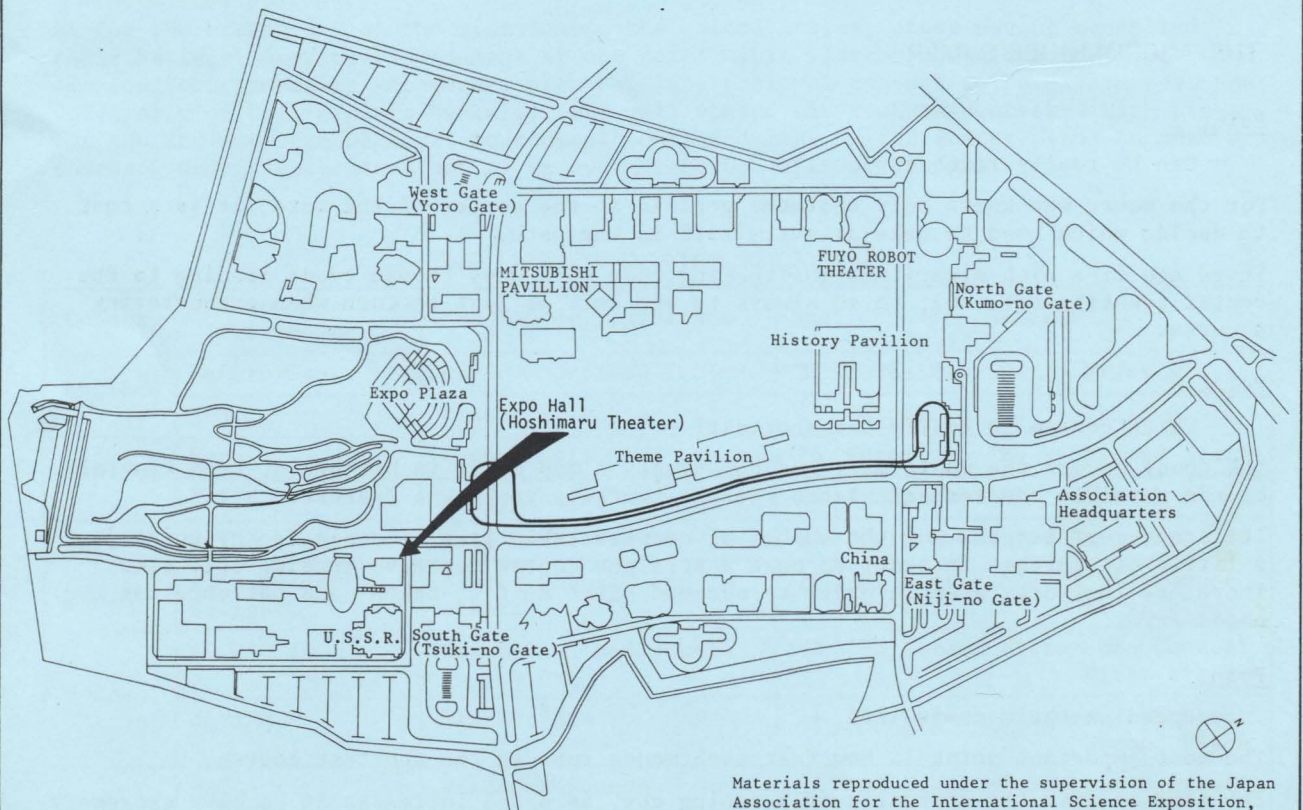 West Gate
(Yoro Gate)
MITSUBISHI
PAVILLION
FUYO ROBOT
THEATER
North Gate
(Kumo-no Gate)
History Pavilion
Expo Plaza
Expo Hall
(Hoshimaru Theater)
Theme Pavilion
Association
Headquarters
China
East Gate
(Niji-no Gate)
U.S.S.R.
South Gate
(Tsuki-no Gate)
N
Materials reproduced under the supervision of the Japan
Association for the International Science Exposition,